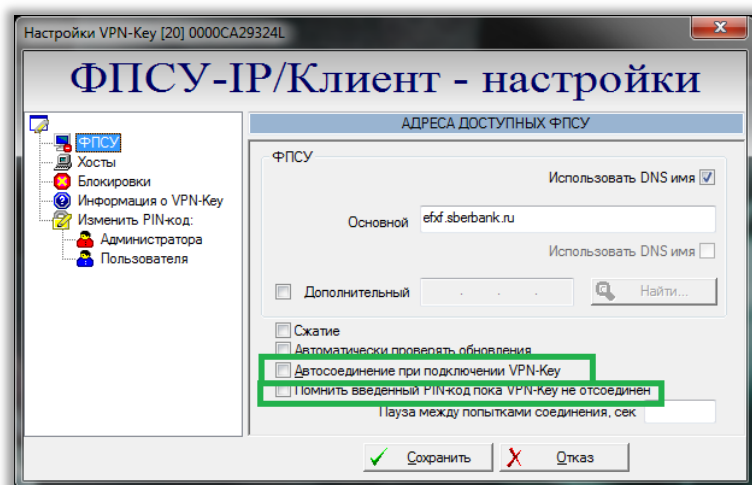 Настройки VPN-Key [20] 0000CA29324L
ФПСУ-IP/Клиент - настройки
ФПСУ
Хосты
Блокировки
Информация о VPN-Key
Изменить PIN-код:
Администратора
Пользователя
АДРЕСА ДОСТУПНЫХ ФПСУ
ФПСУ
Использовать DNS имя
Основной efxf.sberbank.ru
Использовать DNS имя
Дополнительный . . . Найти...
Сжатие
Автоматически проверять обновления
Автосоединение при подключении VPN-Key
Помнить введенный PIN-код пока VPN-Key не отсоединен
Пауза между попытками соединения, сек
Сохранить Отказ